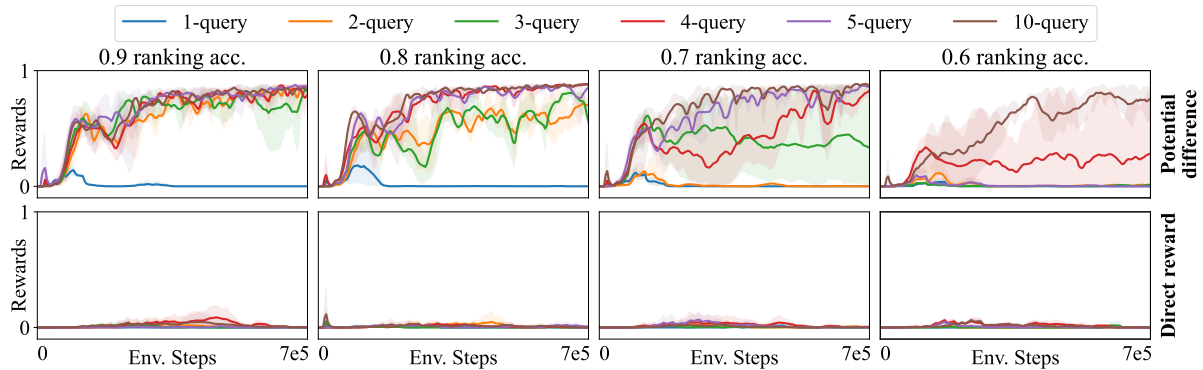 1-query 2-query 3-query 4-query 5-query 10-query
0.9 ranking acc. 0.8 ranking acc. 0.7 ranking acc. 0.6 ranking acc.
1
Rewards
0
Potential
difference
1
Rewards
0
Direct reward
0 Env. Steps 7e5 0 Env. Steps 7e5 0 Env. Steps 7e5 0 Env. Steps 7e5